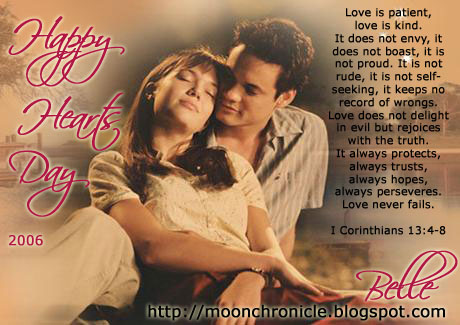 Happy
Hearts
Day
2006
Love is patient,
love is kind.
It does not envy, it
does not boast, it is
not proud. It is not
rude, it is not self-
seeking, it keeps no
record of wrongs.
Love does not delight
in evil but rejoices
with the truth.
It always protects,
always trusts,
always hopes,
always perseveres.
Love never fails.
I Corinthians 13:4-8
Belle
http://moonchronicle.blogspot.com